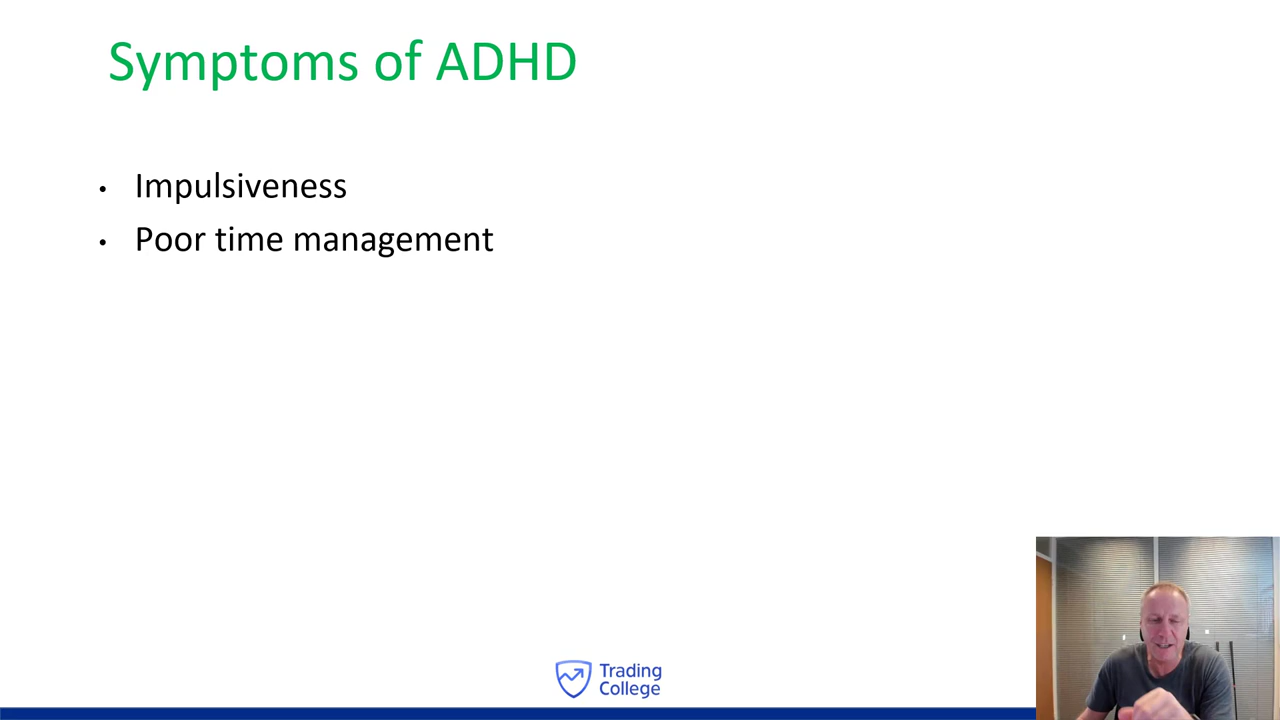 Symptoms of ADHD
• Impulsiveness
• Poor time management
Trading
College